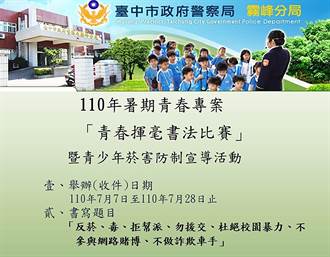 臺中市政府警察局 霧峰分局
110年暑期青春專案
「青春揮毫書法比賽」
暨青少年菸害防制宣導活動
壹、舉辦(收件)日期
110年7月7日至110年7月28日止
貳、書寫題目
「反菸、毒、拒幫派、勿援交、杜絕校園暴力、不
參與網路賭博、不做詐欺車手」